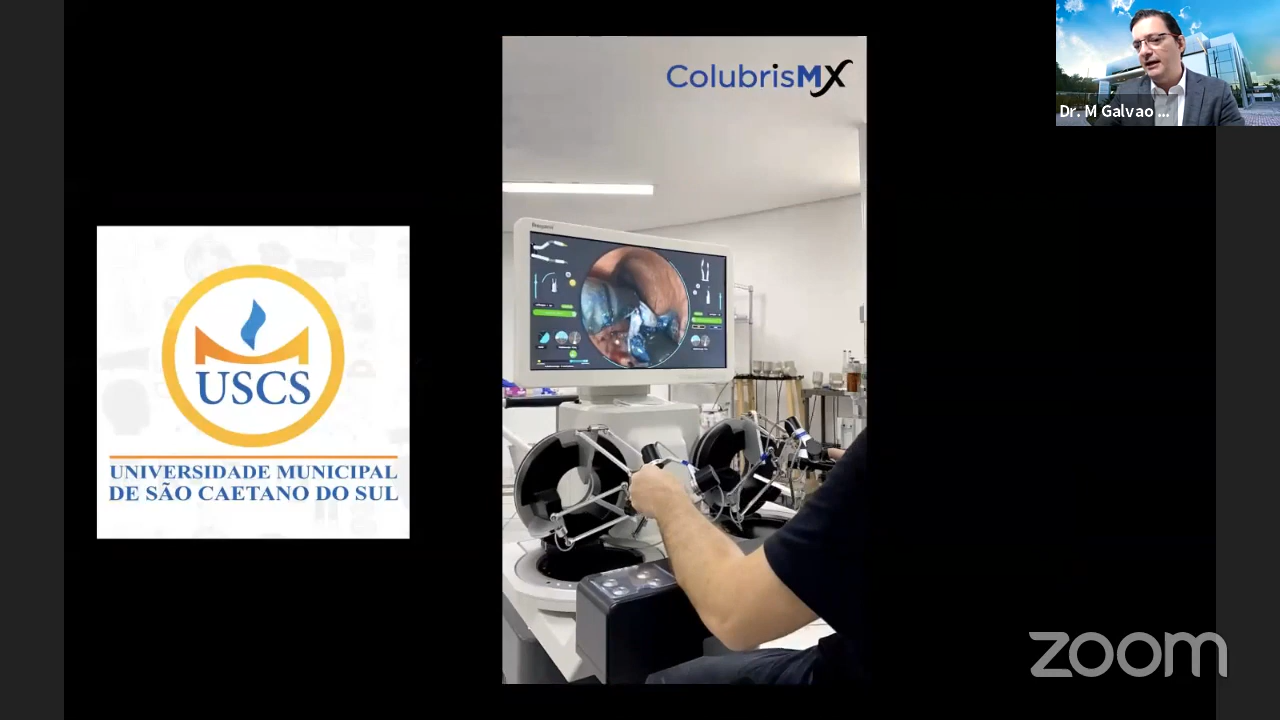 ColubrisMX
Dr. M Galvao ...
USCS
UNIVERSIDADE MUNICIPAL
DE SÃO CAETANO DO SUL
zoom